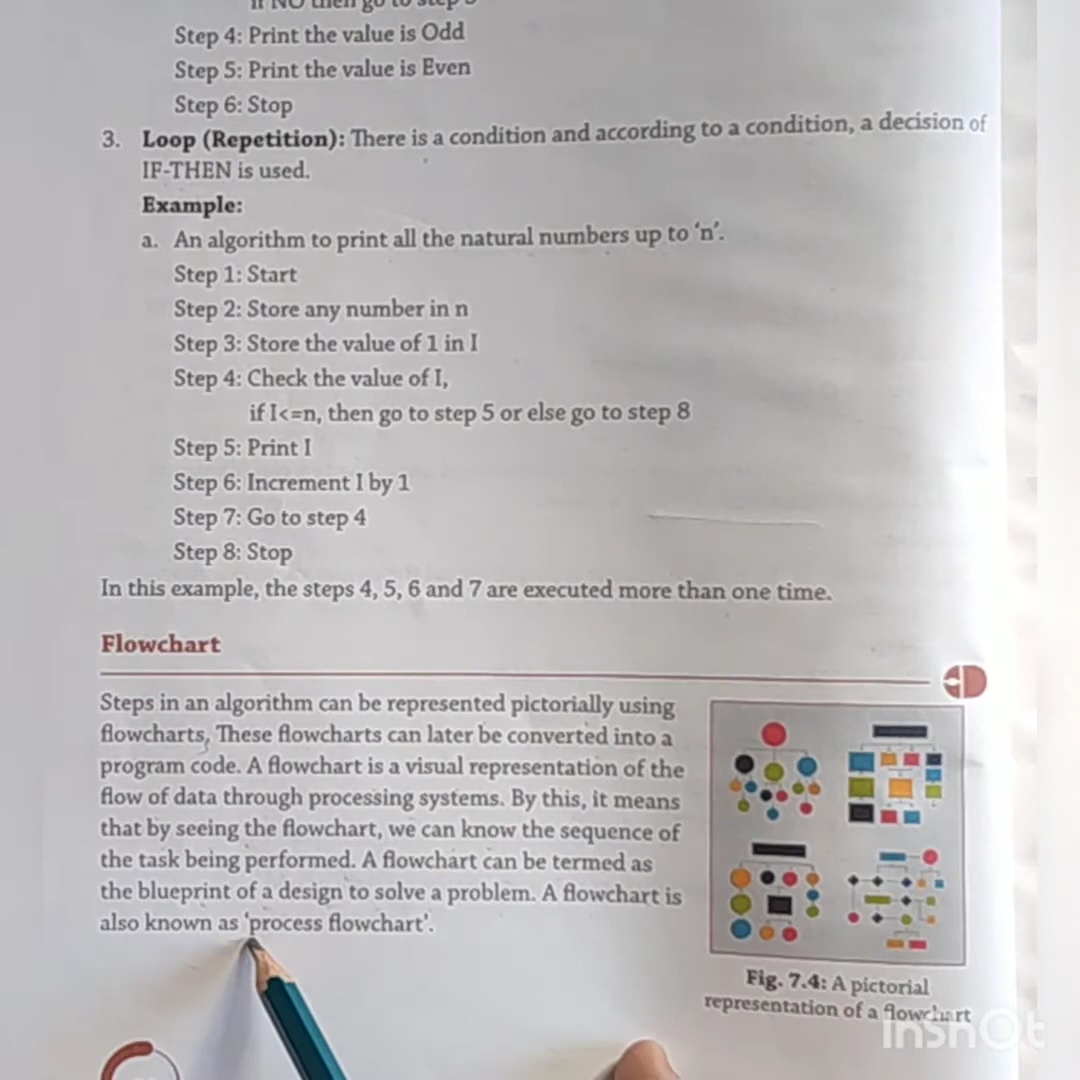 if NO then go to step 5
Step 4: Print the value is Odd
Step 5: Print the value is Even
Step 6: Stop
3. Loop (Repetition): There is a condition and according to a condition, a decision of
IF-THEN is used.
Example:
a. An algorithm to print all the natural numbers up to ‘n’.
Step 1: Start
Step 2: Store any number in n
Step 3: Store the value of 1 in I
Step 4: Check the value of I,
if I<=n, then go to step 5 or else go to step 8
Step 5: Print I
Step 6: Increment I by 1
Step 7: Go to step 4
Step 8: Stop
In this example, the steps 4, 5, 6 and 7 are executed more than one time.
Flowchart
Steps in an algorithm can be represented pictorially using
flowcharts, These flowcharts can later be converted into a
program code. A flowchart is a visual representation of the
flow of data through processing systems. By this, it means
that by seeing the flowchart, we can know the sequence of
the task being performed. A flowchart can be termed as
the blueprint of a design to solve a problem. A flowchart is
also known as ‘process flowchart’.
Fig. 7.4: A pictorial
representation of a flowchart
InShOt